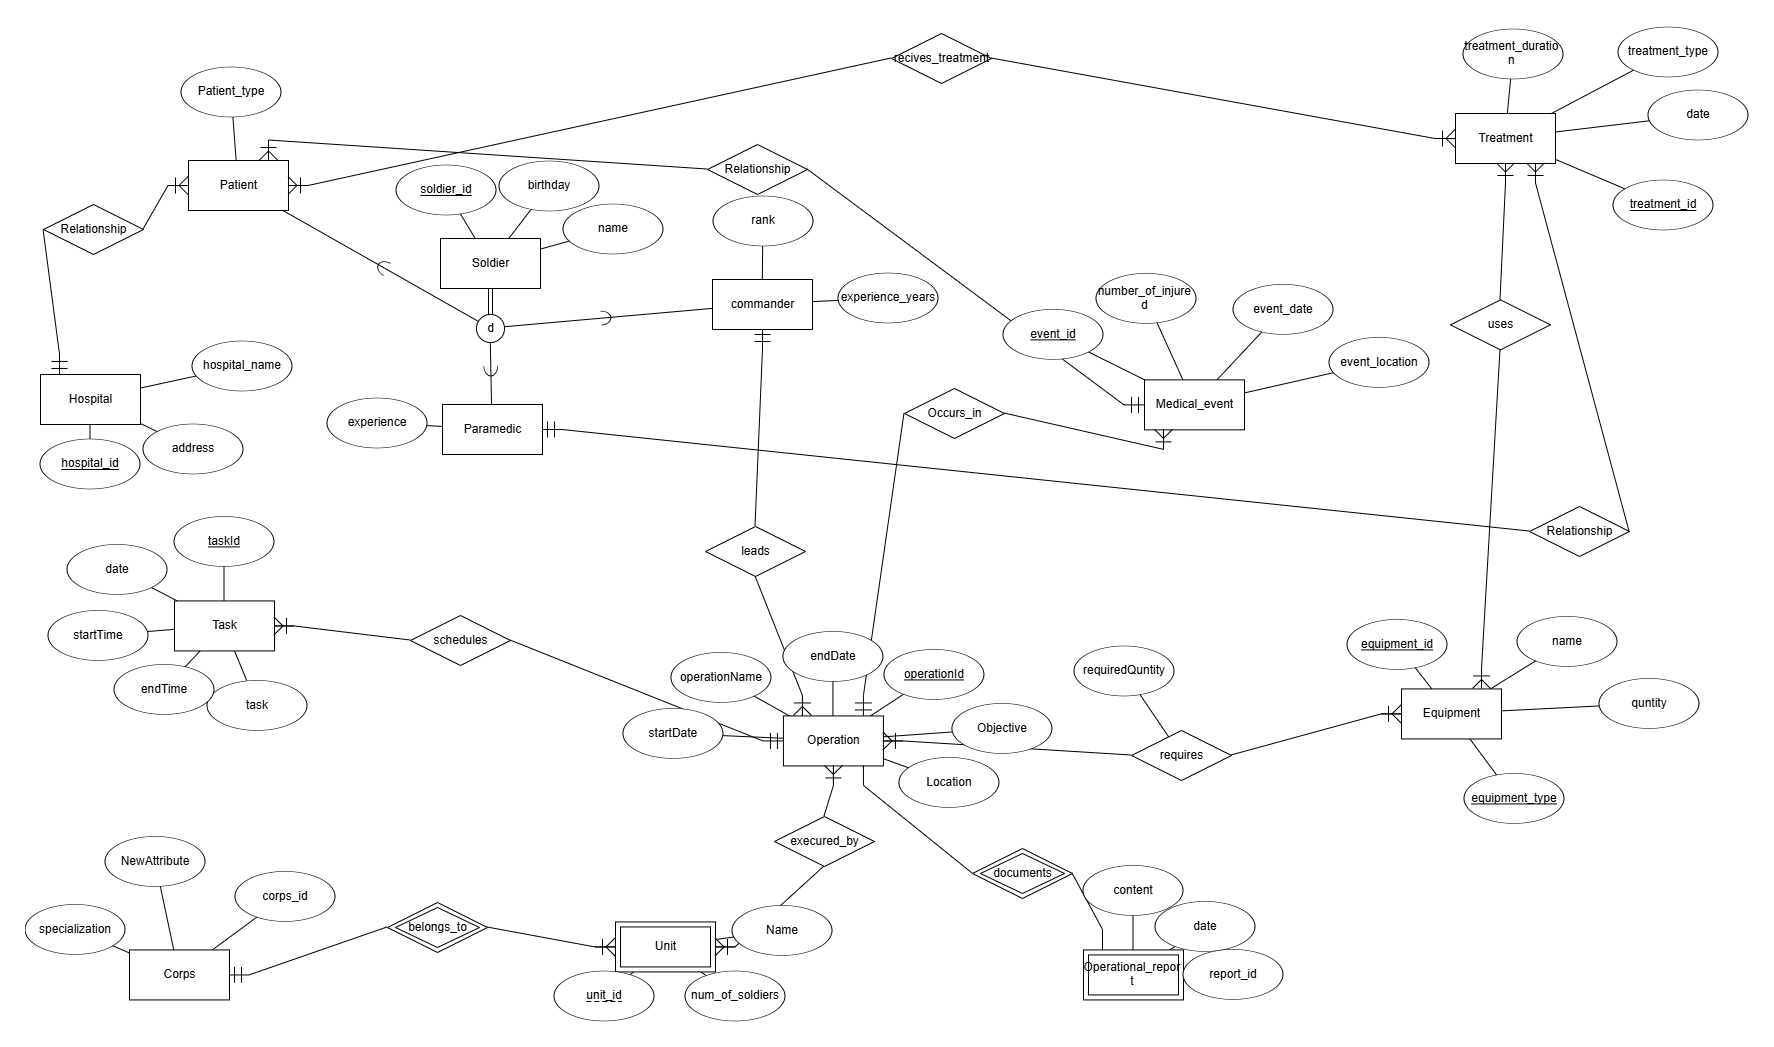 recives_treatment
treatment_duratio
n
treatment_type
date
Treatment
treatment_id
Patient_type
Patient
Relationship
soldier_id
birthday
name
Soldier
Relationship
rank
commander
experience_years
d
number_of_injure
d
event_date
event_id
event_location
Medical_event
uses
Hospital
hospital_name
address
hospital_id
experience
Paramedic
Occurs_in
Relationship
leads
taskId
date
Task
startTime
endTime
task
schedules
endDate
operationName
operationId
startDate
Operation
Objective
Location
requiredQuntity
requires
equipment_id
name
Equipment
quntity
equipment_type
execured_by
documents
content
date
Operational_repor
t
report_id
NewAttribute
corps_id
specialization
Corps
belongs_to
Unit
Name
unit_id
num_of_soldiers